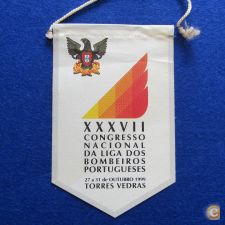 XXXVII
CONGRESSO
NACIONAL
DA LIGA DOS
BOMBEIROS
PORTUGUESES
27 a 31 de OUTUBRO 1999
TORRES VEDRAS